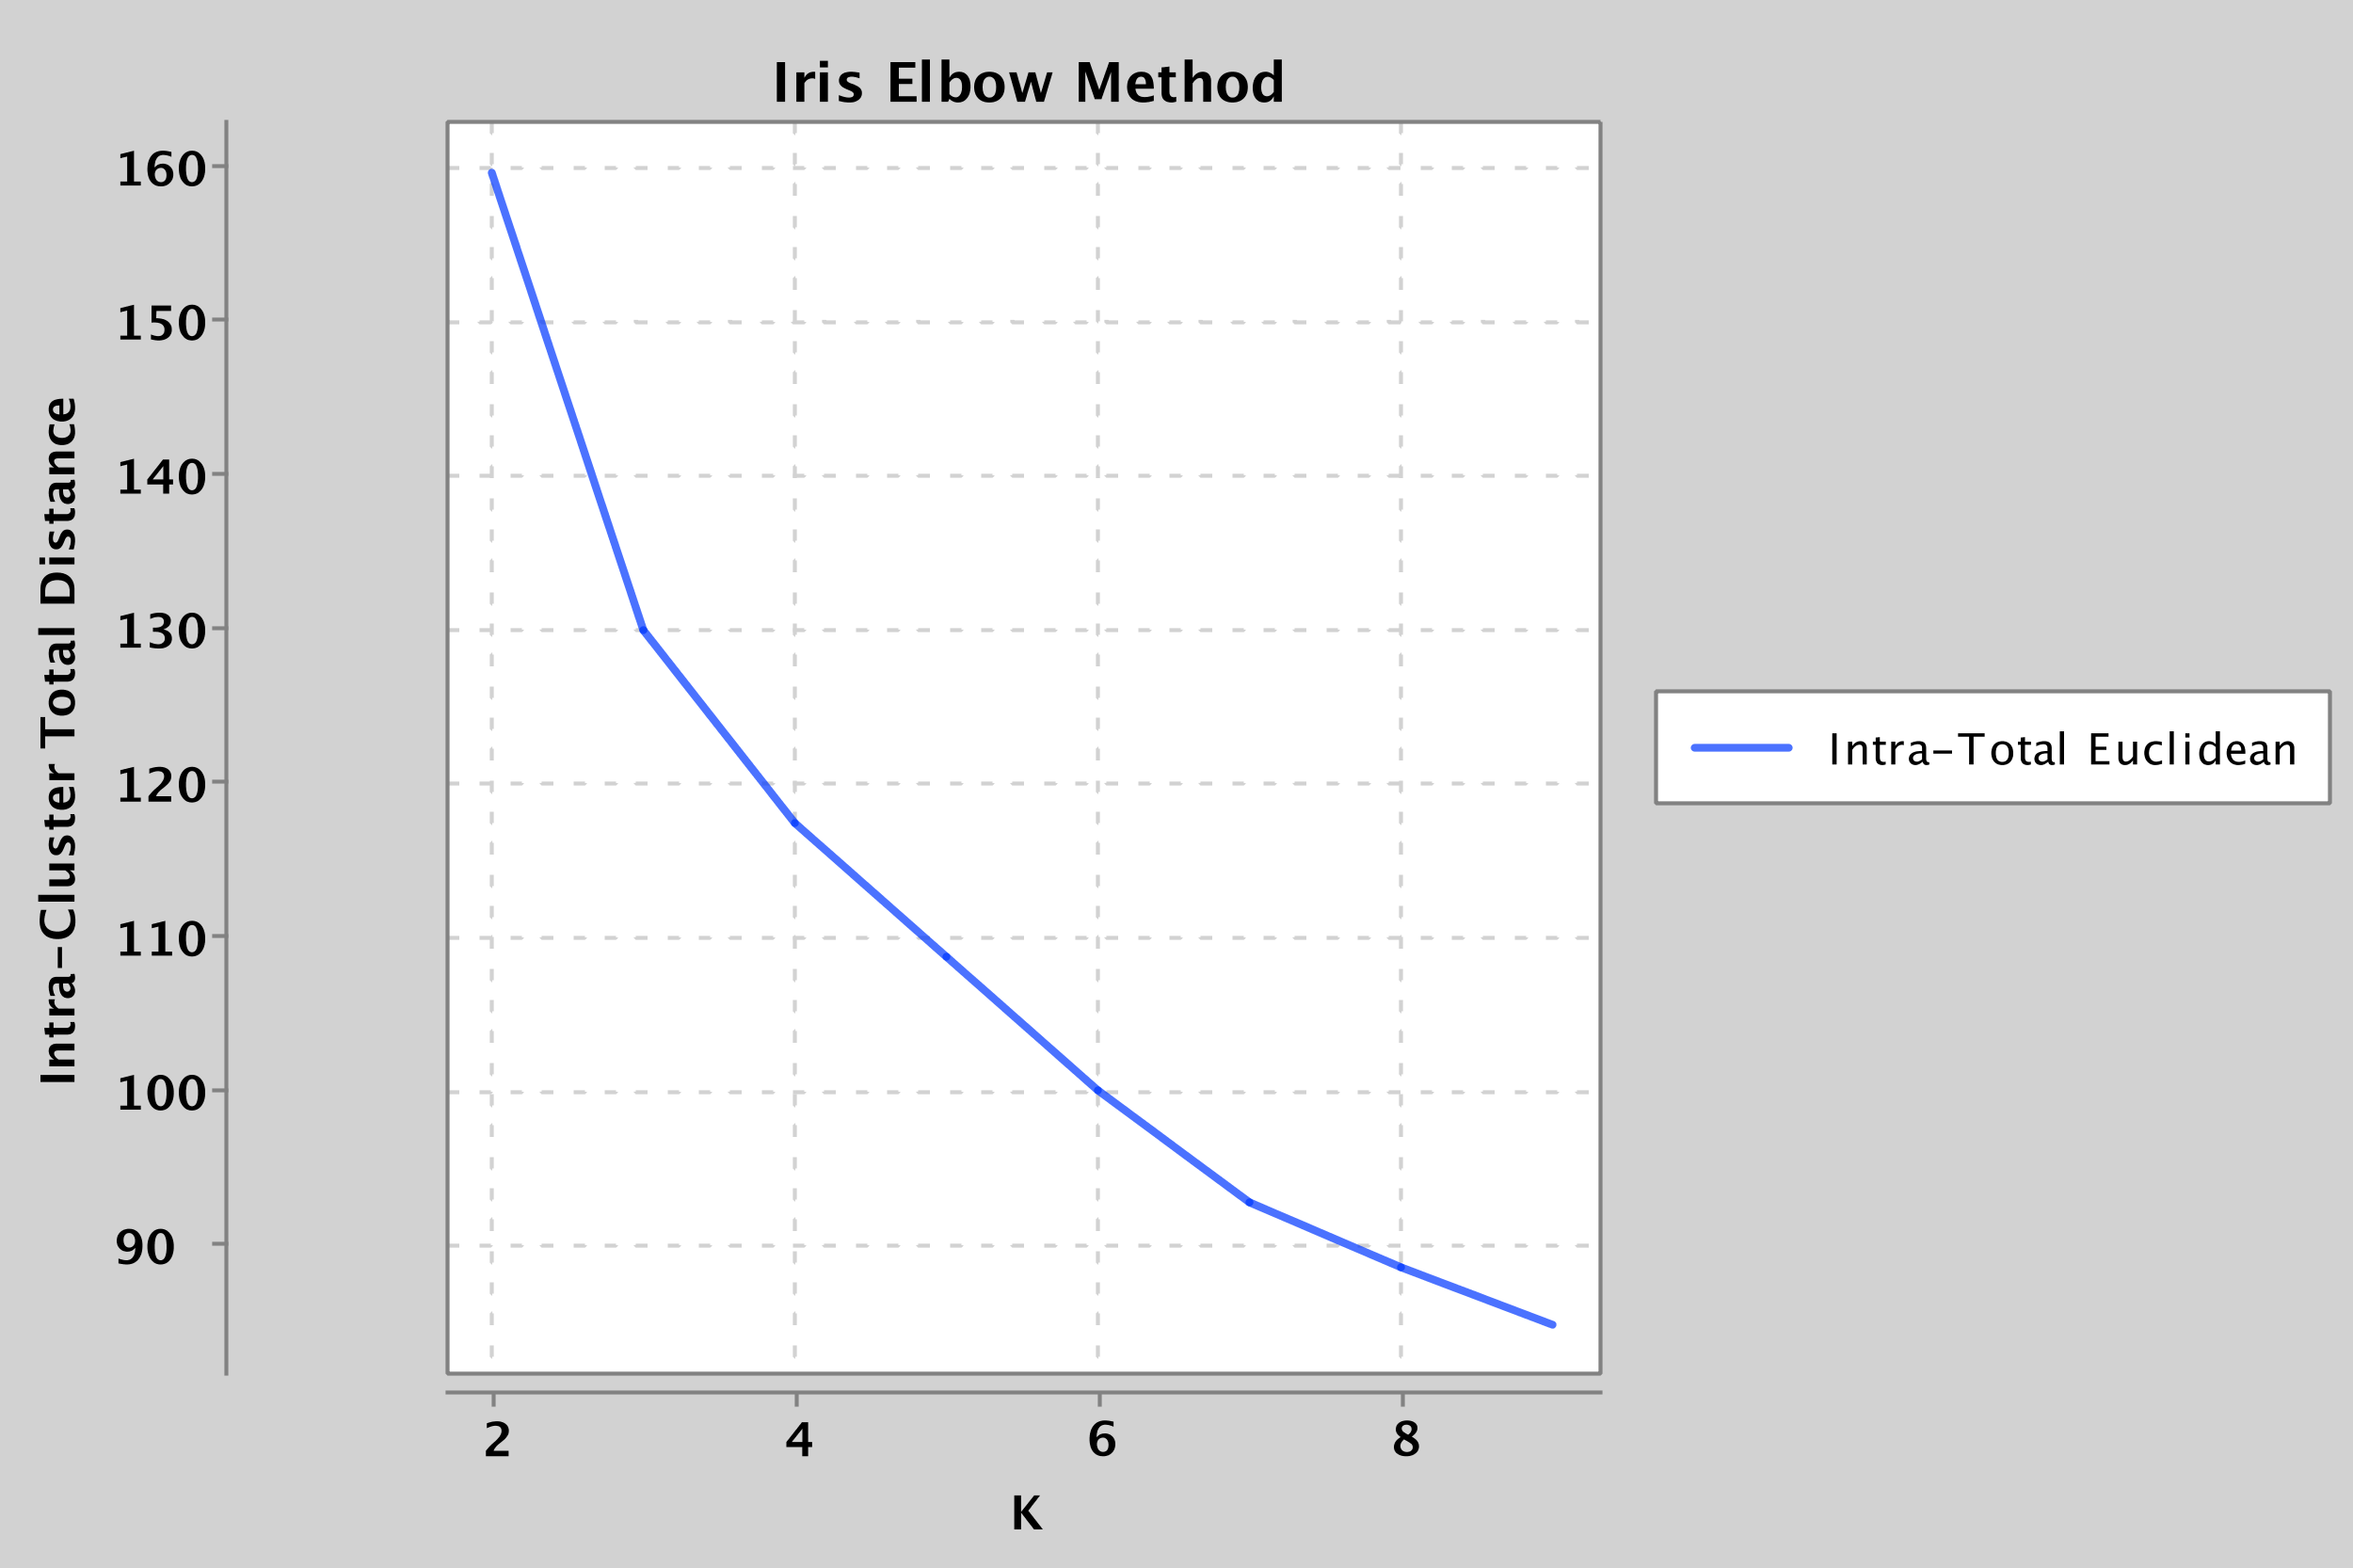 Iris Elbow Method
Intra-Cluster Total Distance
160
150
140
130
120
110
100
90
Intra-Total Euclidean
2 4 6 8
K